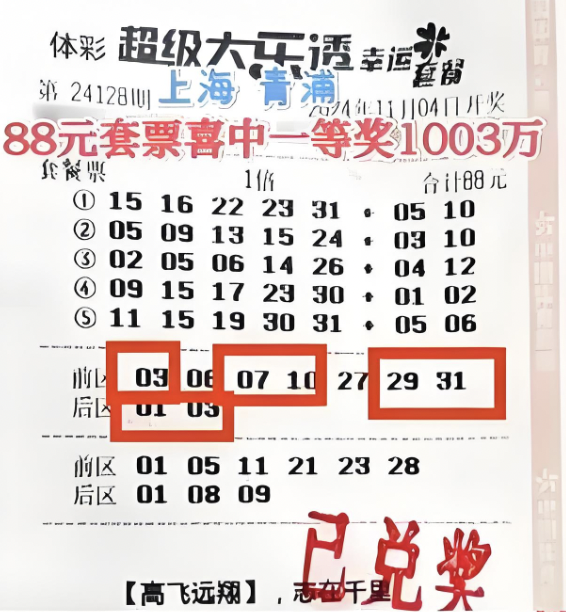 体彩 超级大乐透 幸运 套餐
第 24128期
上海 青浦
2024年11月04日开奖
88元套票喜中一等奖1003万
套餐票 1倍 合计88元
① 15 16 22 23 31 + 05 10
② 05 09 13 15 24 + 03 10
③ 02 05 06 14 26 + 04 12
④ 09 15 17 23 30 + 01 02
⑤ 11 15 19 30 31 + 05 06
前区 03 06 07 10 27 29 31
后区 01 03
前区 01 05 11 21 23 28
后区 01 08 09
已兑奖
【高飞远翔】,志在千里